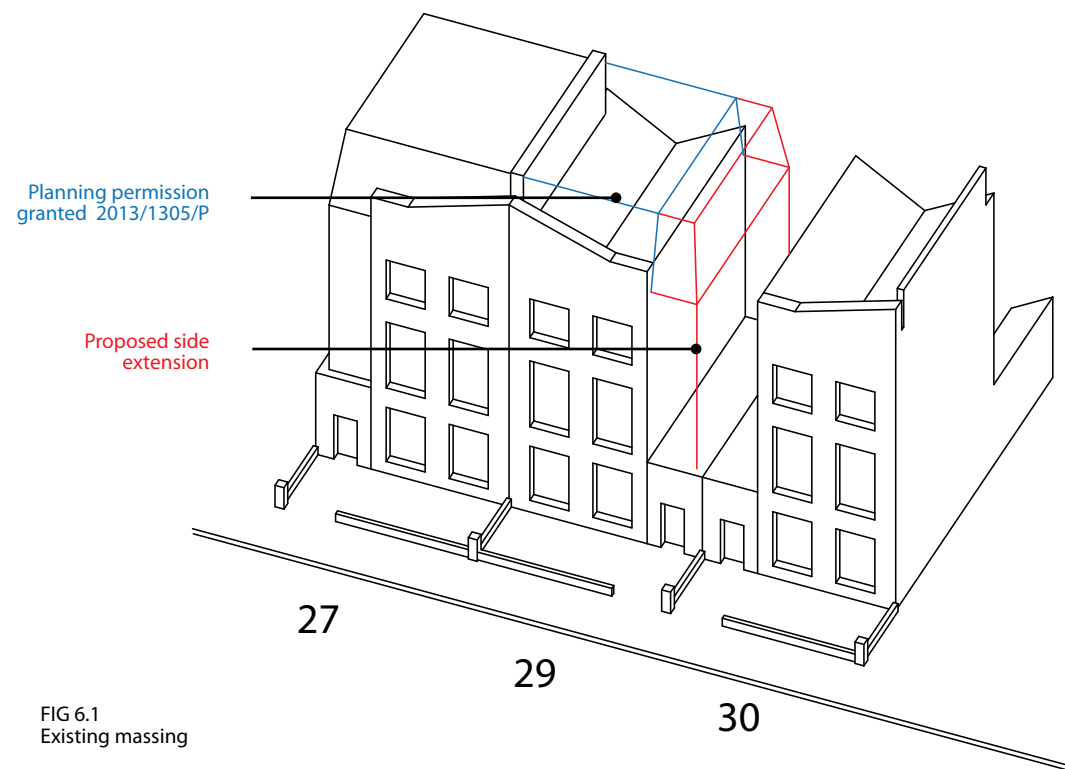 Planning permission
granted 2013/1305/P
Proposed side
extension
27
29
30
FIG 6.1
Existing massing